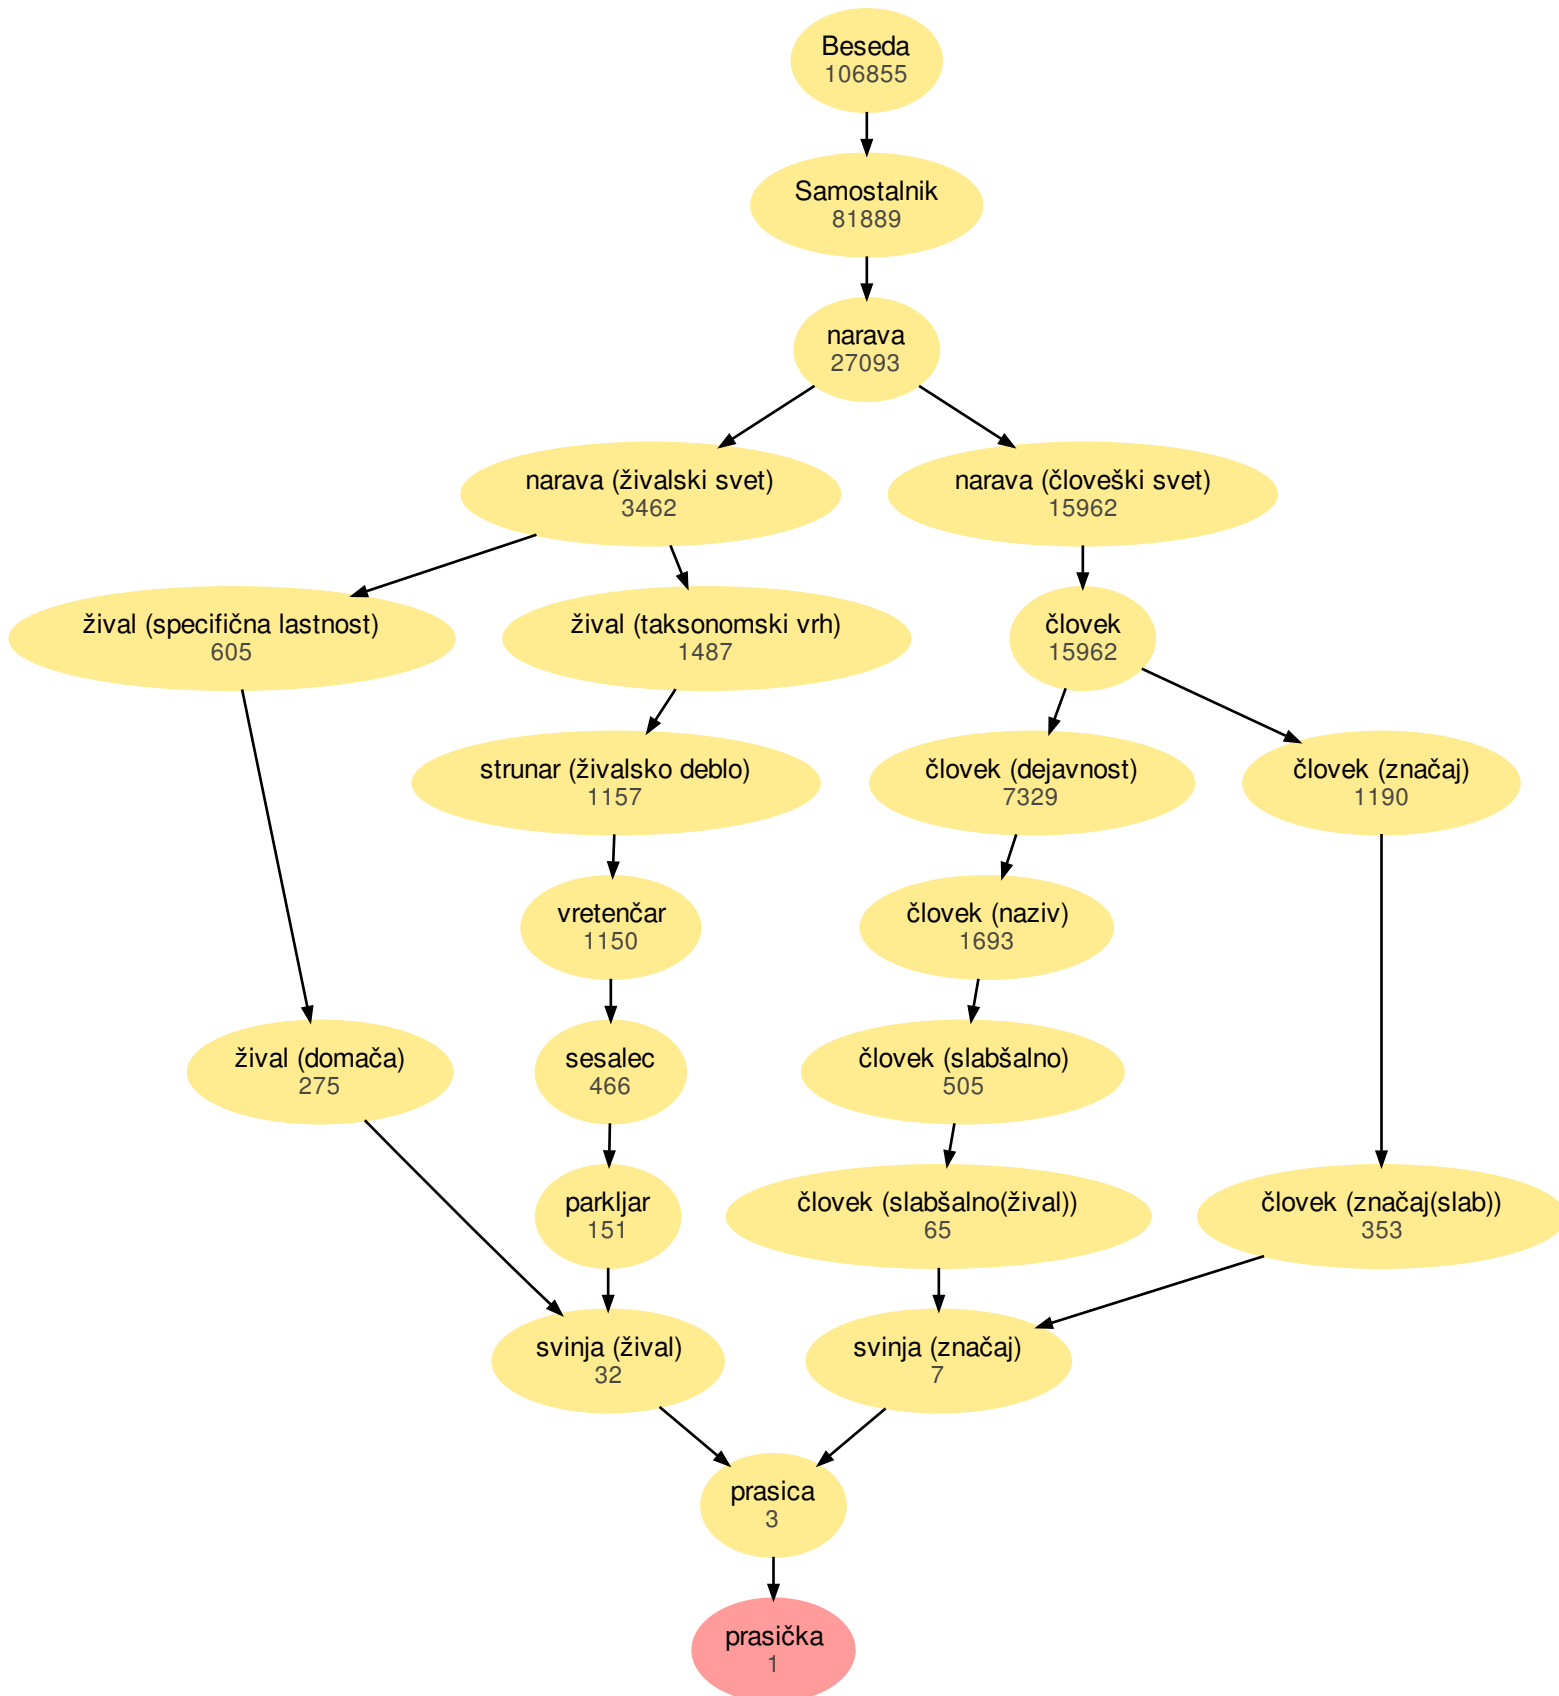 Beseda
106855
Samostalnik
81889
narava
27093
narava (živalski svet)
3462
narava (človeški svet)
15962
žival (specifična lastnost)
605
žival (taksonomski vrh)
1487
človek
15962
strunar (živalsko deblo)
1157
človek (dejavnost)
7329
človek (značaj)
1190
vretenčar
1150
človek (naziv)
1693
žival (domača)
275
sesalec
466
človek (slabšalno)
505
parkljar
151
človek (slabšalno(žival))
65
človek (značaj(slab))
353
svinja (žival)
32
svinja (značaj)
7
prasica
3
prasička
1